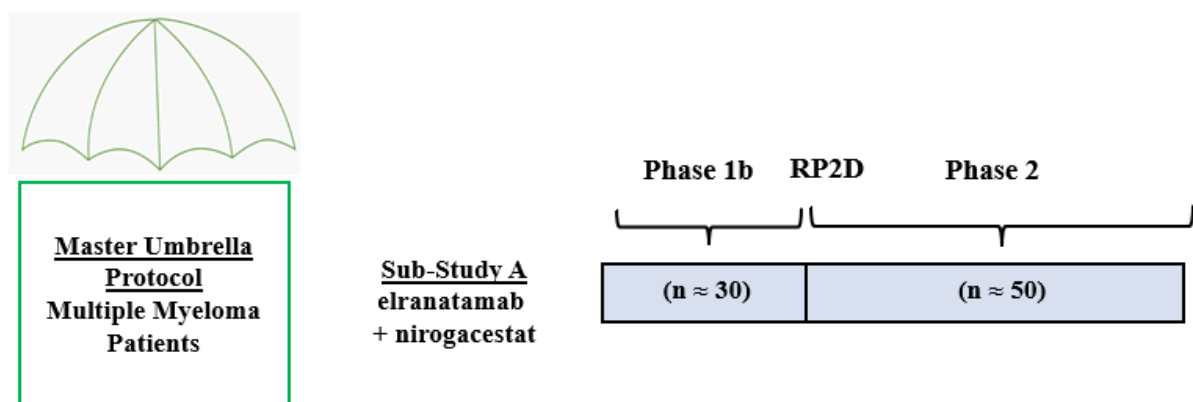 Phase 1b
RP2D
Phase 2
Master Umbrella
Protocol
Multiple Myeloma
Patients
Sub-Study A
elranatamab
+ nirogacestat
(n ≈ 30)
(n ≈ 50)